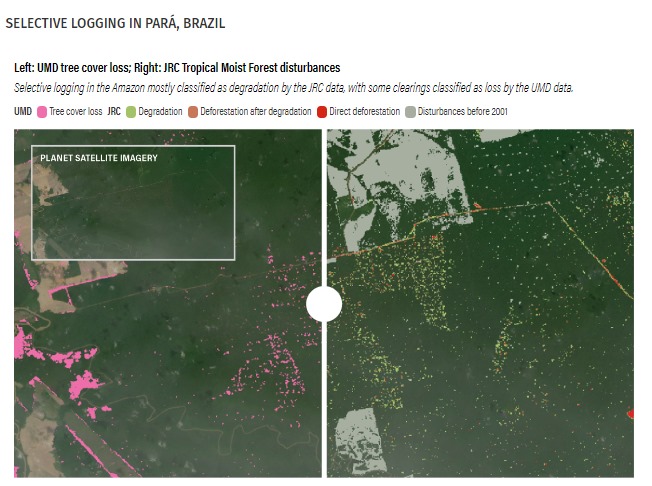 SELECTIVE LOGGING IN PARÁ, BRAZIL
Left: UMD tree cover loss; Right: JRC Tropical Moist Forest disturbances
Selective logging in the Amazon mostly classified as degradation by the JRC data, with some clearings classified as loss by the UMD data.
UMD Tree cover loss JRC Degradation Deforestation after degradation Direct deforestation Disturbances before 2001
PLANET SATELLITE IMAGERY